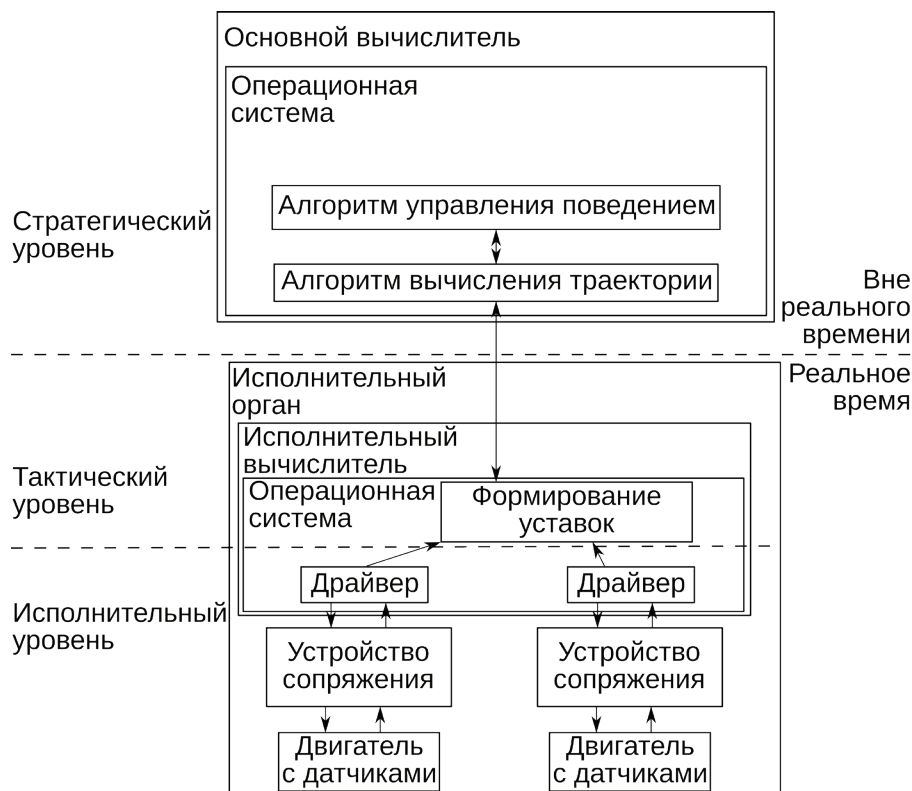 Основной вычислитель
Операционная
система
Алгоритм управления поведением
Стратегический
уровень
Алгоритм вычисления траектории
Вне
реального
времени
Реальное
время
Исполнительный
орган
Исполнительный
вычислитель
Тактический
уровень
Операционная
система
Формирование
уставок
Драйвер
Драйвер
Исполнительный
уровень
Устройство
сопряжения
Устройство
сопряжения
Двигатель
с датчиками
Двигатель
с датчиками